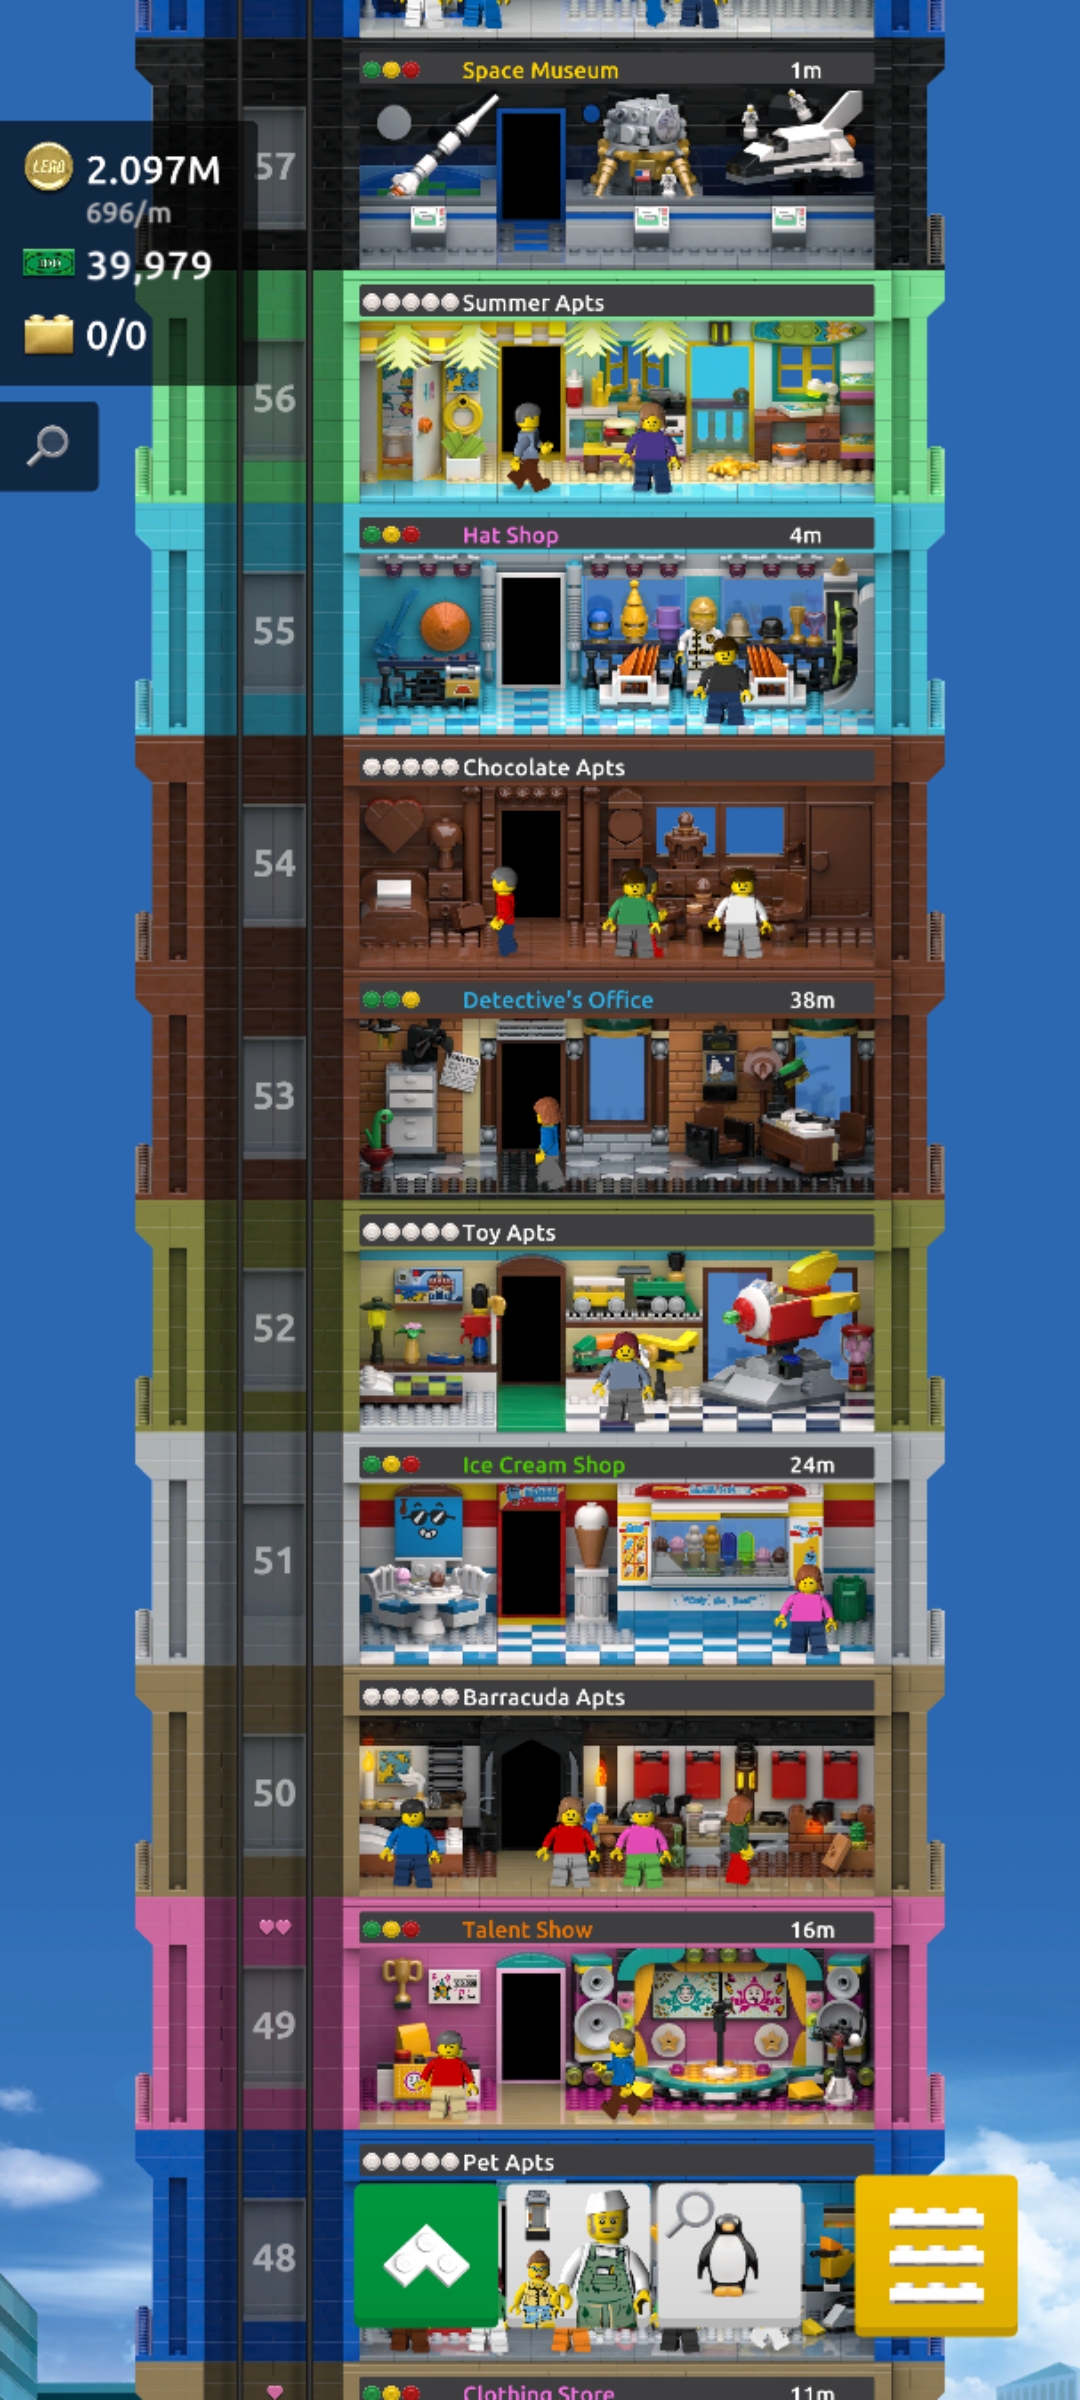 Space Museum 1m
57
LEGO 2.097M
696/m
39,979
0/0
Summer Apts
56
Hat Shop 4m
55
Chocolate Apts
54
Detective's Office 38m
53
Toy Apts
52
Ice Cream Shop 24m
51
Barracuda Apts
50
Talent Show 16m
49
Pet Apts
48
Clothing Store 11m